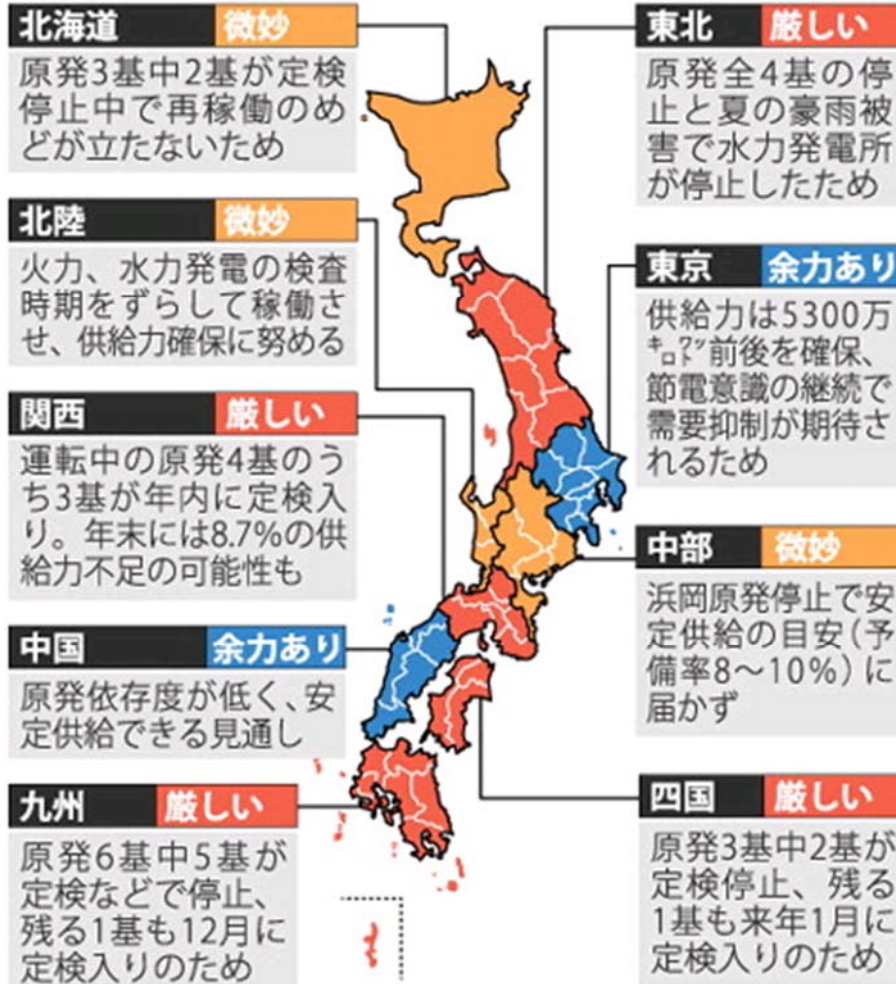 北海道 微妙
原発3基中2基が定検
停止中で再稼働のめ
どが立たないため
北陸 微妙
火力、水力発電の検査
時期をずらして稼働さ
せ、供給力確保に努める
関西 厳しい
運転中の原発4基のう
ち3基が年内に定検入
り。年末には8.7%の供
給力不足の可能性も
中国 余力あり
原発依存度が低く、安
定供給できる見通し
九州 厳しい
原発6基中5基が
定検などで停止、
残る1基も12月に
定検入りのため
東北 厳しい
原発全4基の停
止と夏の豪雨被
害で水力発電所
が停止したため
東京 余力あり
供給力は5300万
キロワット前後を確保、
節電意識の継続で
需要抑制が期待さ
れるため
中部 微妙
浜岡原発停止で安
定供給の目安(予
備率8〜10%)に
届かず
四国 厳しい
原発3基中2基が
定検停止、残る
1基も来年1月に
定検入りのため